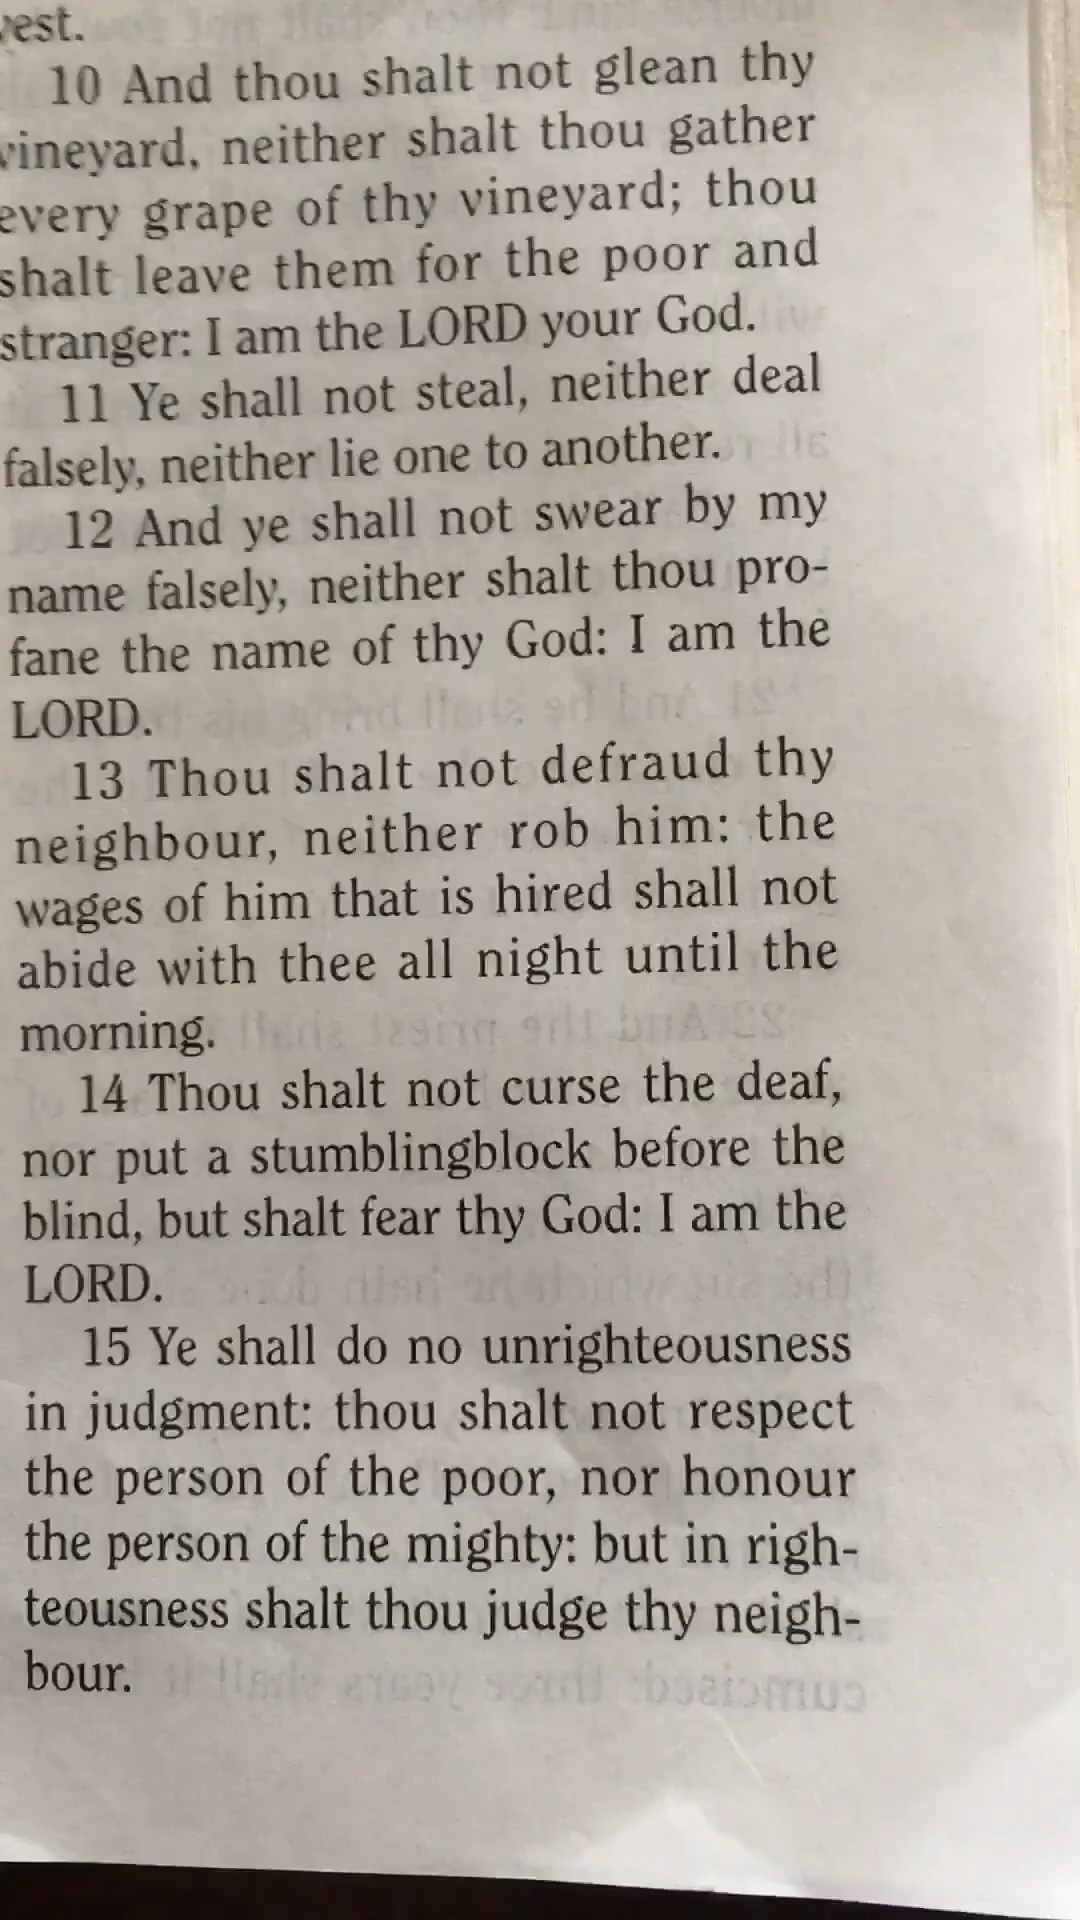 vest.
10 And thou shalt not glean thy
vineyard, neither shalt thou gather
every grape of thy vineyard; thou
shalt leave them for the poor and
stranger: I am the LORD your God.
11 Ye shall not steal, neither deal
falsely, neither lie one to another.
12 And ye shall not swear by my
name falsely, neither shalt thou pro-
fane the name of thy God: I am the
LORD.
13 Thou shalt not defraud thy
neighbour, neither rob him: the
wages of him that is hired shall not
abide with thee all night until the
morning.
14 Thou shalt not curse the deaf,
nor put a stumblingblock before the
blind, but shalt fear thy God: I am the
LORD.
15 Ye shall do no unrighteousness
in judgment: thou shalt not respect
the person of the poor, nor honour
the person of the mighty: but in righ-
teousness shalt thou judge thy neigh-
bour.